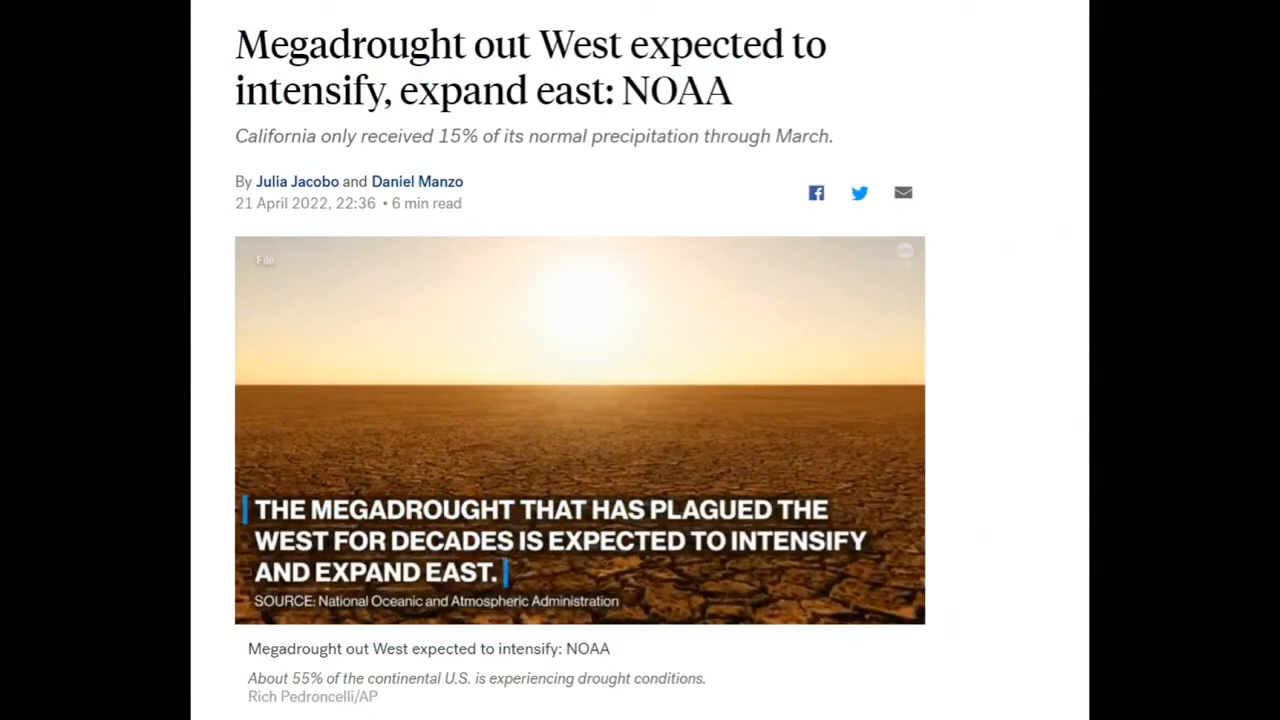 Megadrought out West expected to
intensify, expand east: NOAA
California only received 15% of its normal precipitation through March.
By Julia Jacobo and Daniel Manzo
21 April 2022, 22:36 • 6 min read
File
THE MEGADROUGHT THAT HAS PLAGUED THE
WEST FOR DECADES IS EXPECTED TO INTENSIFY
AND EXPAND EAST.
SOURCE: National Oceanic and Atmospheric Administration
Megadrought out West expected to intensify: NOAA
About 55% of the continental U.S. is experiencing drought conditions.
Rich Pedroncelli/AP